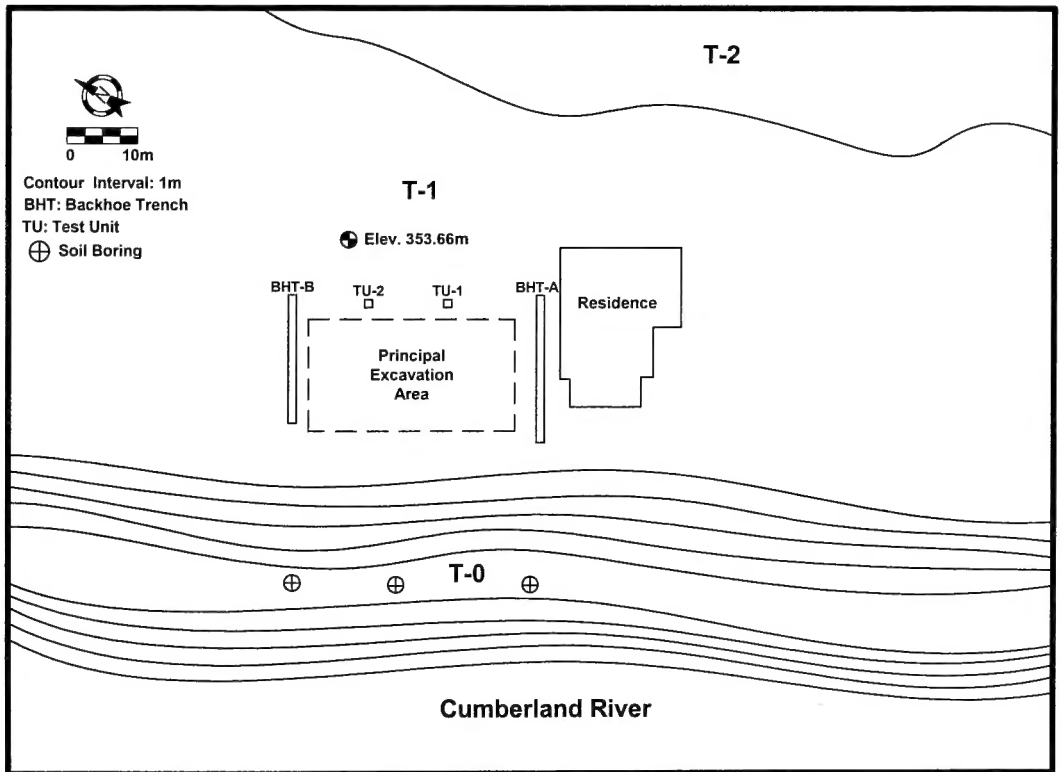 T-2
N
0 10m
Contour Interval: 1m
BHT: Backhoe Trench
TU: Test Unit
Soil Boring
T-1
Elev. 353.66m
BHT-B
TU-2
TU-1
BHT-A
Residence
Principal
Excavation
Area
T-0
Cumberland River